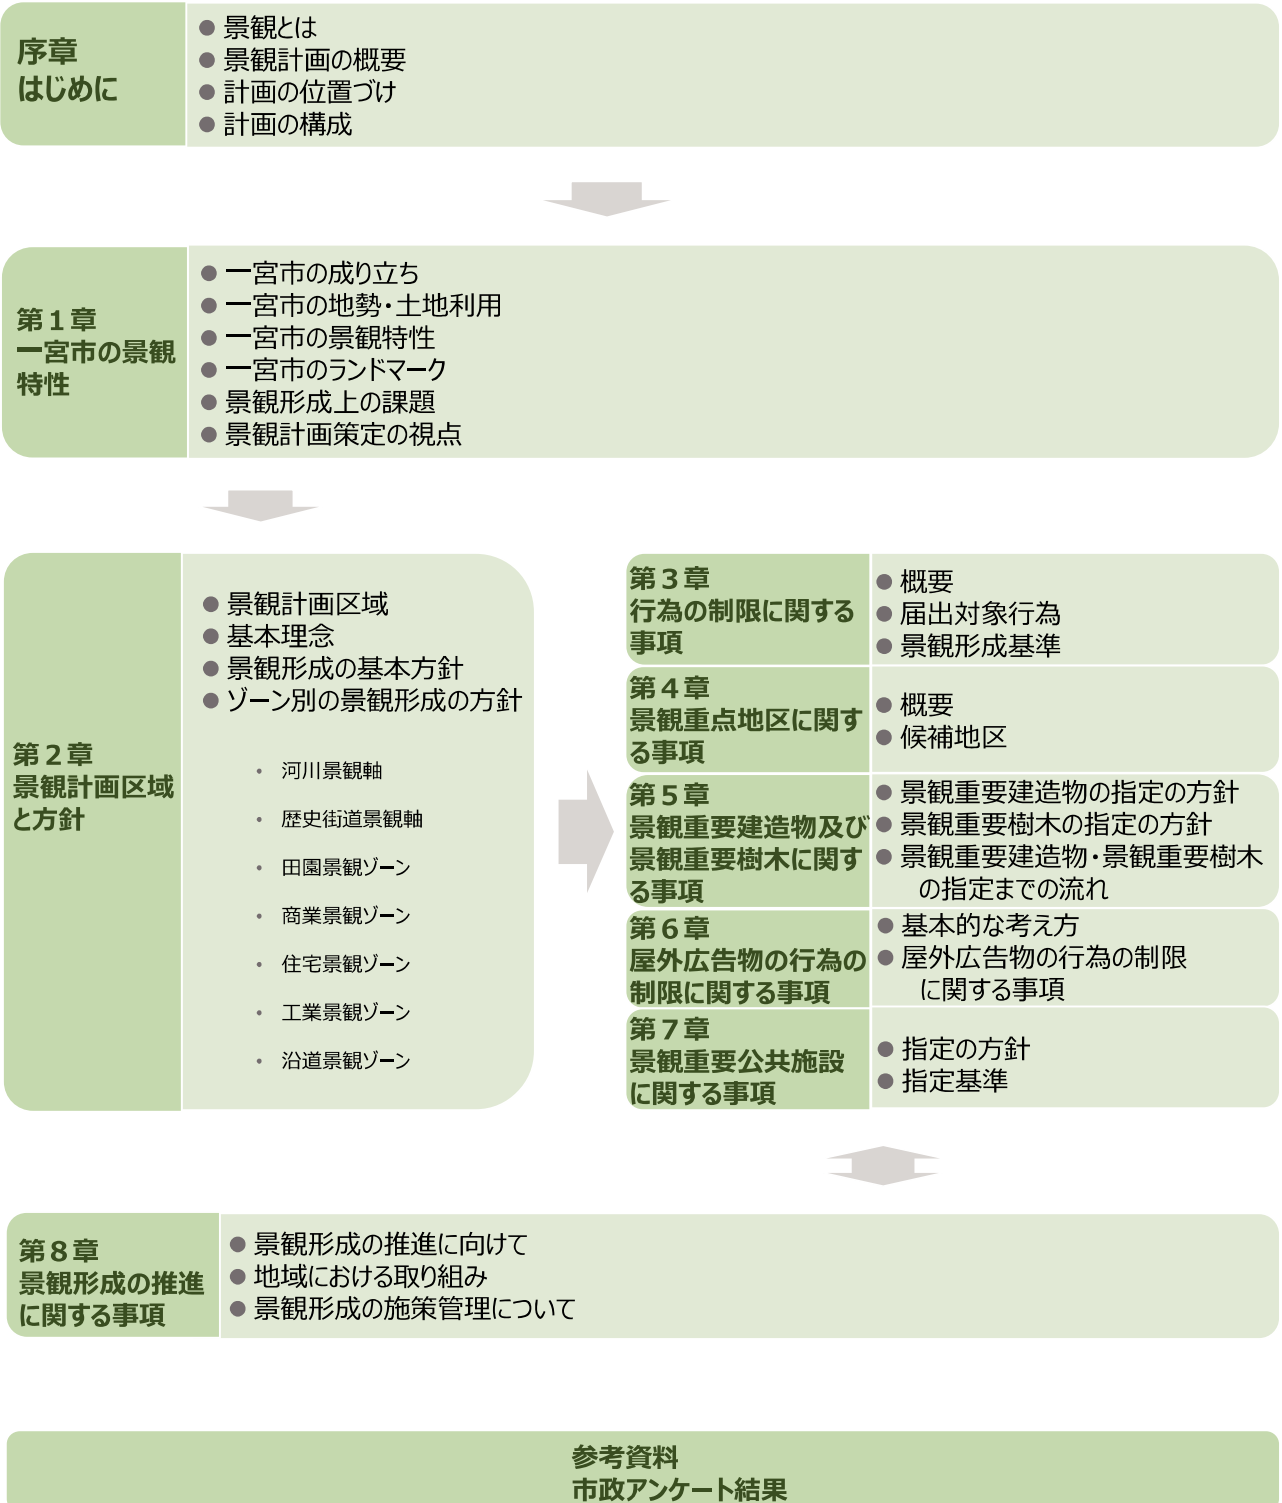 序章
はじめに
● 景観とは
● 景観計画の概要
● 計画の位置づけ
● 計画の構成
第１章
一宮市の景観
特性
● 一宮市の成り立ち
● 一宮市の地勢・土地利用
● 一宮市の景観特性
● 一宮市のランドマーク
● 景観形成上の課題
● 景観計画策定の視点
第２章
景観計画区域
と方針
● 景観計画区域
● 基本理念
● 景観形成の基本方針
● ゾーン別の景観形成の方針
• 河川景観軸
• 歴史街道景観軸
• 田園景観ゾーン
• 商業景観ゾーン
• 住宅景観ゾーン
• 工業景観ゾーン
• 沿道景観ゾーン
第３章
行為の制限に関する
事項
● 概要
● 届出対象行為
● 景観形成基準
第４章
景観重点地区に関す
る事項
● 概要
● 候補地区
第５章
景観重要建造物及び
景観重要樹木に関す
る事項
● 景観重要建造物の指定の方針
● 景観重要樹木の指定の方針
● 景観重要建造物・景観重要樹木
の指定までの流れ
第６章
屋外広告物の行為の
制限に関する事項
● 基本的な考え方
● 屋外広告物の行為の制限
に関する事項
第７章
景観重要公共施設
に関する事項
● 指定の方針
● 指定基準
第８章
景観形成の推進
に関する事項
● 景観形成の推進に向けて
● 地域における取り組み
● 景観形成の施策管理について
参考資料
市政アンケート結果